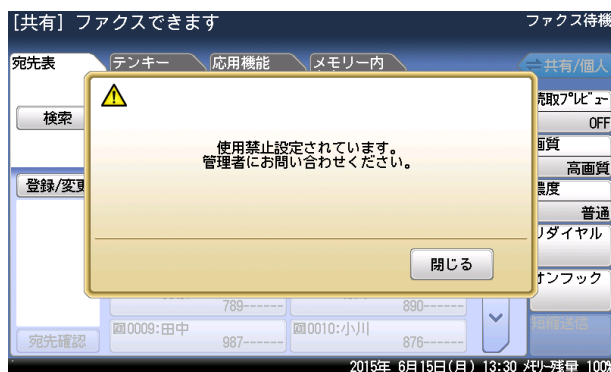 [共有] ファクスできます
ファクス待機
宛先表
テンキー
応用機能
メモリー内
共有/個人
検索
読取プレビュー
OFF
使用禁止設定されています。
管理者にお問い合わせください。
画質
高画質
濃度
普通
登録/変更
リダイヤル
閉じる
オンフック
789------
890------
宛先確認
0009:田中
987------
0010:小川
876------
短縮送信
2015年 6月15日(月) 13:30 メモリー残量 100%